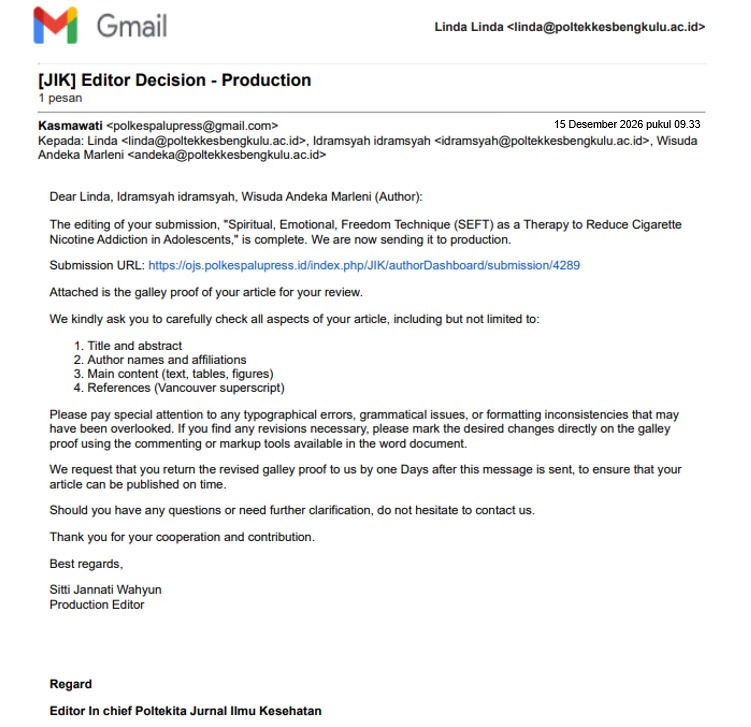 Gmail
Linda Linda <linda@poltekkesbengkulu.ac.id>
[JIK] Editor Decision - Production
1 pesan
Kasmawati <polkespalupress@gmail.com>
15 Desember 2026 pukul 09.33
Kepada: Linda <linda@poltekkesbengkulu.ac.id>, Idramsyah idramsyah <idramsyah@poltekkesbengkulu.ac.id>, Wisuda
Andeka Marleni <andeka@poltekkesbengkulu.ac.id>
Dear Linda, Idramsyah idramsyah, Wisuda Andeka Marleni (Author):
The editing of your submission, "Spiritual, Emotional, Freedom Technique (SEFT) as a Therapy to Reduce Cigarette
Nicotine Addiction in Adolescents," is complete. We are now sending it to production.
Submission URL: https://ojs.polkespalupress.id/index.php/JIK/authorDashboard/submission/4289
Attached is the galley proof of your article for your review.
We kindly ask you to carefully check all aspects of your article, including but not limited to:
1. Title and abstract
2. Author names and affiliations
3. Main content (text, tables, figures)
4. References (Vancouver superscript)
Please pay special attention to any typographical errors, grammatical issues, or formatting inconsistencies that may
have been overlooked. If you find any revisions necessary, please mark the desired changes directly on the galley
proof using the commenting or markup tools available in the word document.
We request that you return the revised galley proof to us by one Days after this message is sent, to ensure that your
article can be published on time.
Should you have any questions or need further clarification, do not hesitate to contact us.
Thank you for your cooperation and contribution.
Best regards,
Sitti Jannati Wahyun
Production Editor
Regard
Editor In chief Poltekita Jurnal Ilmu Kesehatan